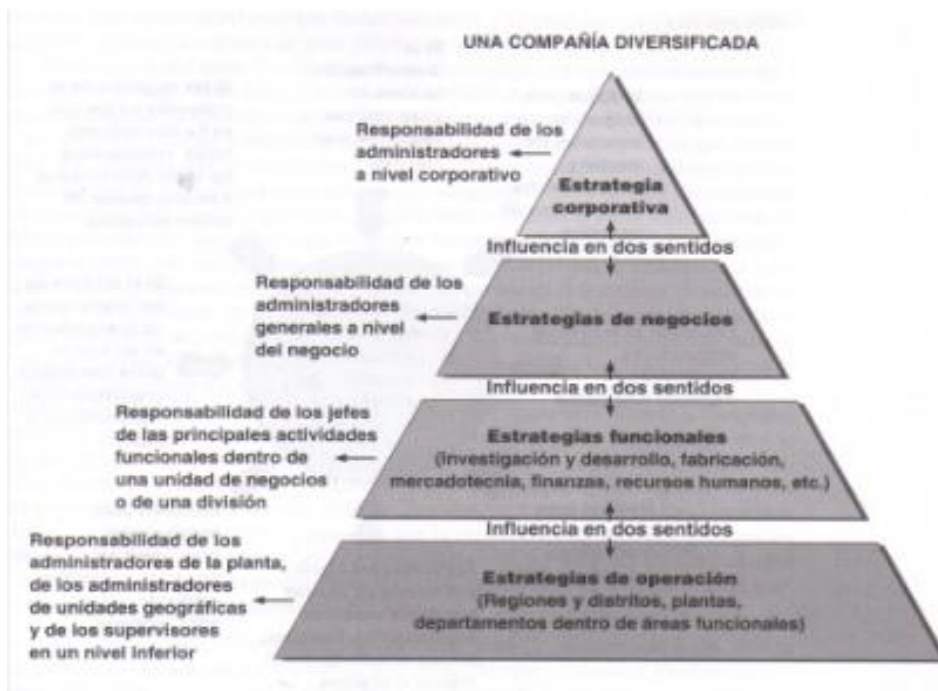 UNA COMPAÑÍA DIVERSIFICADA
Responsabilidad de los
administradores
a nivel corporativo
Estrategia
corporativa
Influencia en dos sentidos
Responsabilidad de los
administradores
generales a nivel
del negocio
Estrategias de negocios
Influencia en dos sentidos
Responsabilidad de los jefes
de las principales actividades
funcionales dentro de
una unidad de negocios
o de una división
Estrategias funcionales
(investigación y desarrollo, fabricación,
mercadotecnia, finanzas, recursos humanos, etc.)
Influencia en dos sentidos
Responsabilidad de los
administradores de la planta,
de los administradores
de unidades geográficas
y de los supervisores
en un nivel inferior
Estrategias de operación
(Regiones y distritos, plantas,
departamentos dentro de áreas funcionales)